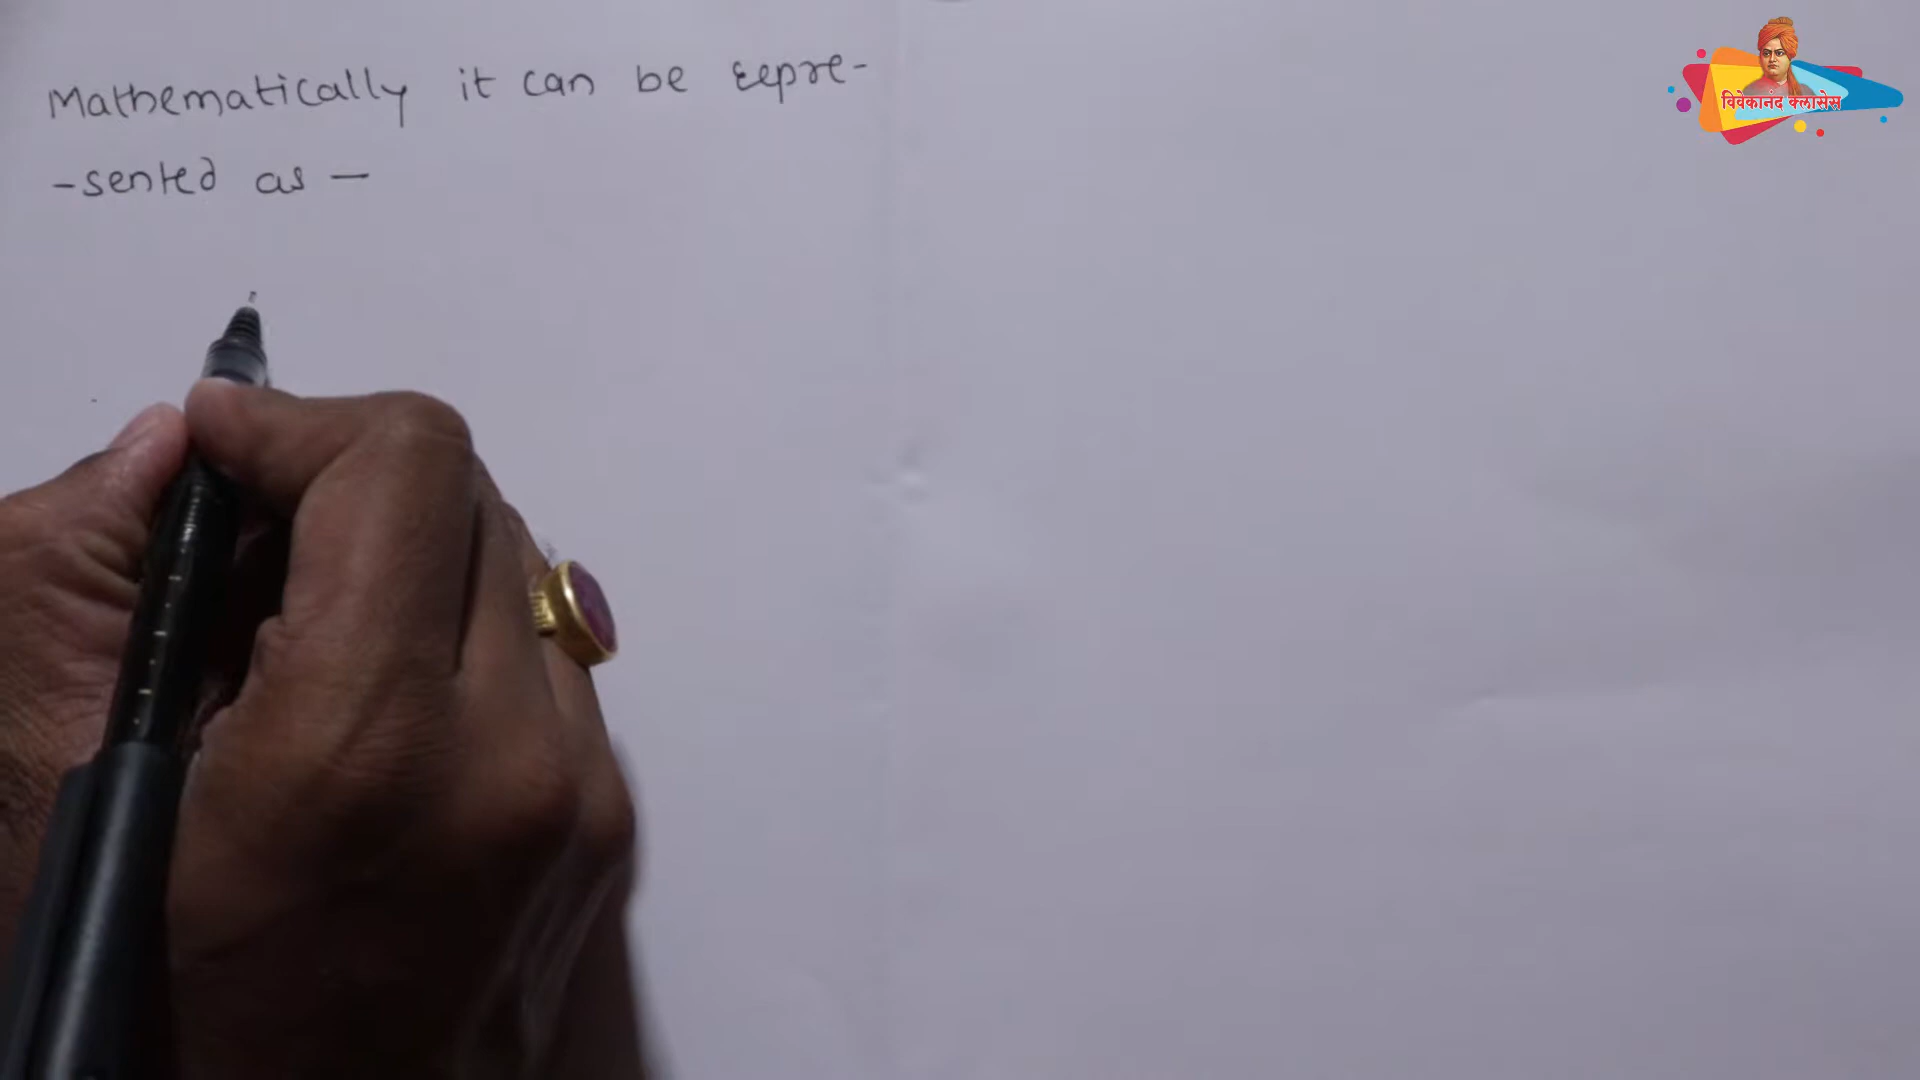 Mathematically it can be repre-
-sented as —
विवेकानंद क्लासेस